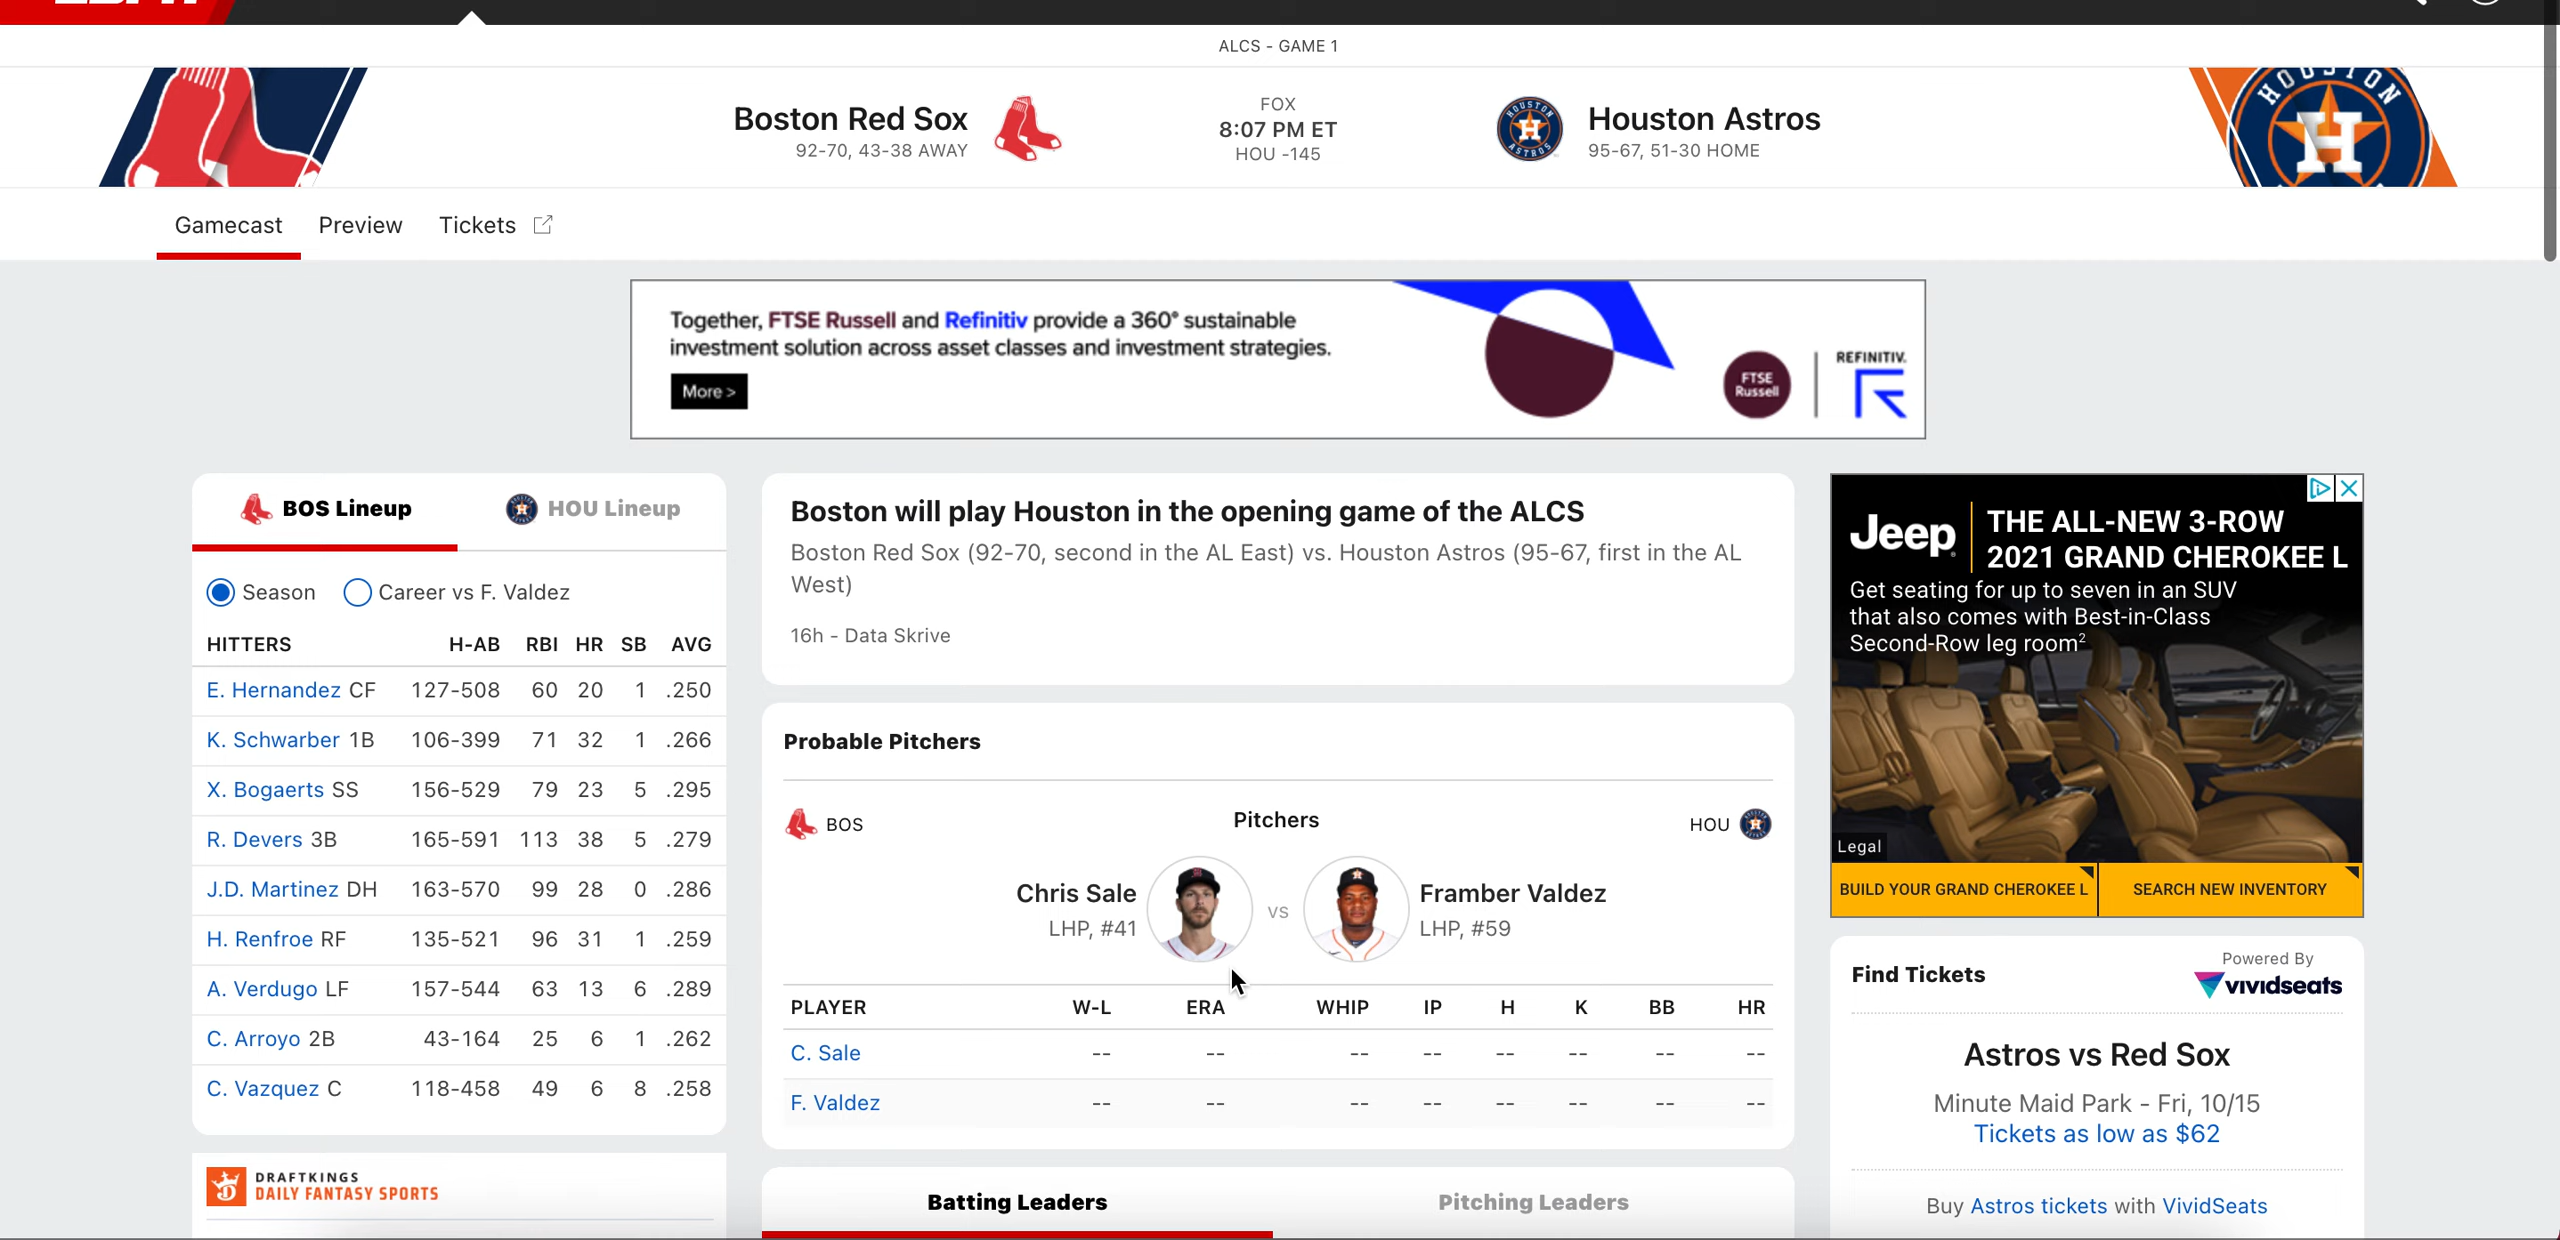 ESPN
ALCS - GAME 1
Boston Red Sox
92-70, 43-38 AWAY
FOX
8:07 PM ET
HOU -145
Houston Astros
95-67, 51-30 HOME
HOUSTON
H
Gamecast Preview Tickets
Together, FTSE Russell and Refinitiv provide a 360° sustainable
investment solution across asset classes and investment strategies.
More >
FTSE
Russell
REFINITIV.
BOS Lineup HOU Lineup
Season Career vs F. Valdez
HITTERS H-AB RBI HR SB AVG
E. Hernandez CF 127-508 60 20 1 .250
K. Schwarber 1B 106-399 71 32 1 .266
X. Bogaerts SS 156-529 79 23 5 .295
R. Devers 3B 165-591 113 38 5 .279
J.D. Martinez DH 163-570 99 28 0 .286
H. Renfroe RF 135-521 96 31 1 .259
A. Verdugo LF 157-544 63 13 6 .289
C. Arroyo 2B 43-164 25 6 1 .262
C. Vazquez C 118-458 49 6 8 .258
DRAFTKINGS
DAILY FANTASY SPORTS
Boston will play Houston in the opening game of the ALCS
Boston Red Sox (92-70, second in the AL East) vs. Houston Astros (95-67, first in the AL
West)
16h - Data Skrive
Probable Pitchers
BOS Pitchers HOU
Chris Sale
LHP, #41
vs
Framber Valdez
LHP, #59
PLAYER W-L ERA WHIP IP H K BB HR
C. Sale -- -- -- -- -- -- -- --
F. Valdez -- -- -- -- -- -- -- --
Batting Leaders Pitching Leaders
Jeep
THE ALL-NEW 3-ROW
2021 GRAND CHEROKEE L
Get seating for up to seven in an SUV
that also comes with Best-in-Class
Second-Row leg room2
Legal
BUILD YOUR GRAND CHEROKEE L SEARCH NEW INVENTORY
Find Tickets
Powered By
vividseats
Astros vs Red Sox
Minute Maid Park - Fri, 10/15
Tickets as low as $62
Buy Astros tickets with VividSeats